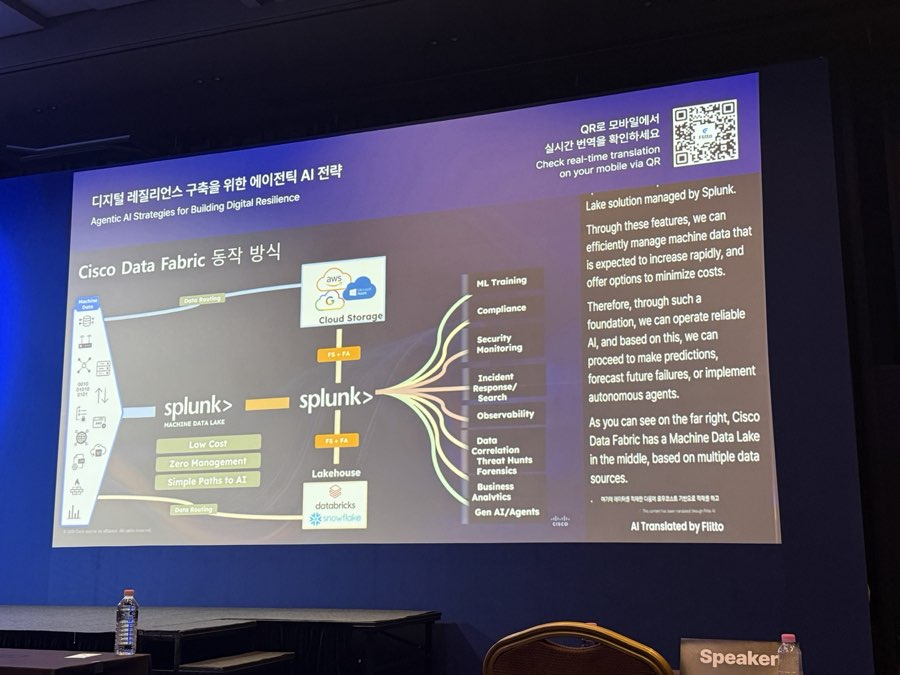 디지털 레질리언스 구축을 위한 에이전틱 AI 전략
Agentic AI Strategies for Building Digital Resilience
QR로 모바일에서
실시간 번역을 확인하세요
Check real-time translation
on your mobile via QR
Flitto
Cisco Data Fabric 동작 방식
Machine
Data
0010
01010
0101
Data Routing
aws
Microsoft
Azure
G
Cloud Storage
FS + FA
splunk>
MACHINE DATA LAKE
Low Cost
Zero Management
Simple Paths to AI
splunk>
FS + FA
Lakehouse
databricks
snowflake
Data Routing
ML Training
Compliance
Security
Monitoring
Incident
Response/
Search
Observability
Data
Correlation
Threat Hunts
Forensics
Business
Analytics
Gen AI/Agents
CISCO
Lake solution managed by Splunk.
Through these features, we can
efficiently manage machine data that
is expected to increase rapidly, and
offer options to minimize costs.
Therefore, through such a
foundation, we can operate reliable
AI, and based on this, we can
proceed to make predictions,
forecast future failures, or implement
autonomous agents.
As you can see on the far right, Cisco
Data Fabric has a Machine Data Lake
in the middle, based on multiple data
sources.
AI Translated by Flitto
Speaker